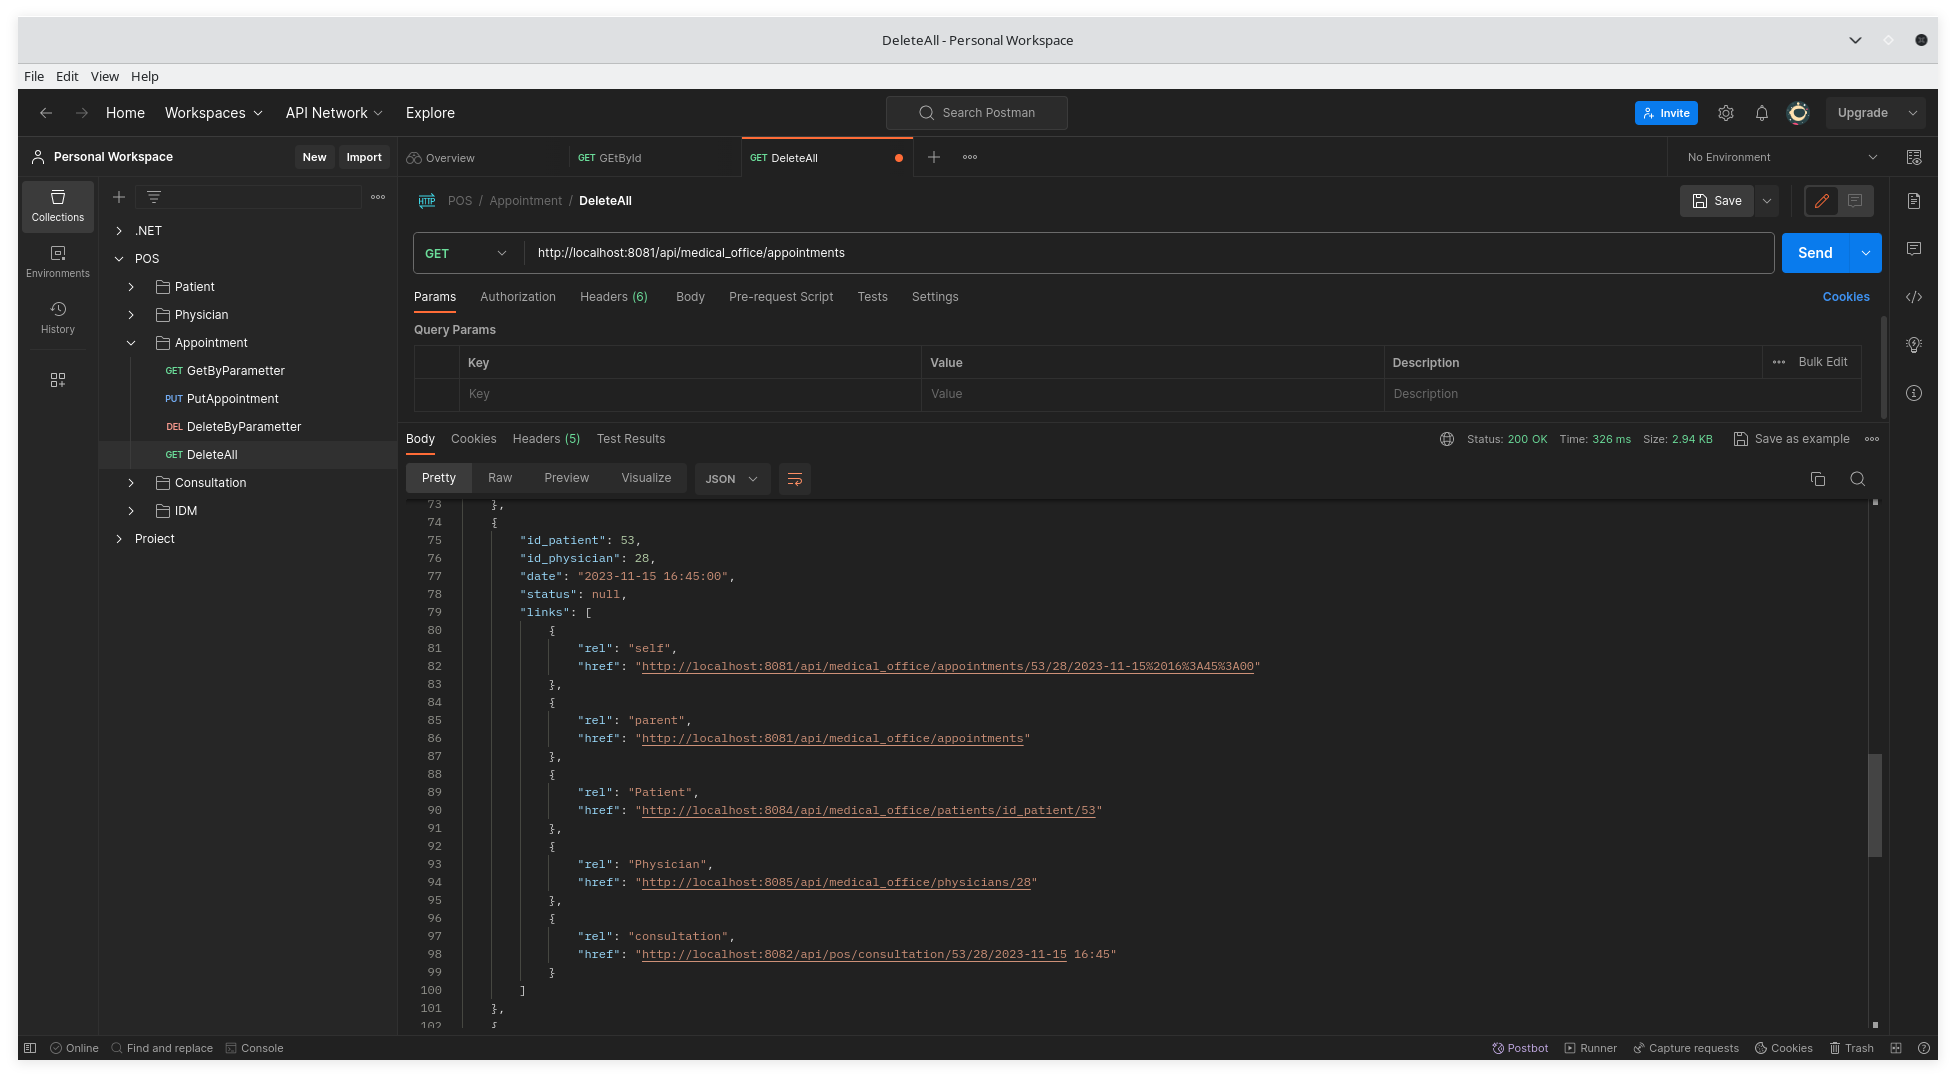 DeleteAll - Personal Workspace
File Edit View Help
Home Workspaces API Network Explore Search Postman Invite Upgrade
Personal Workspace New Import
Overview GET GEtById GET DeleteAll No Environment
Collections
Environments
History
.NET
POS
Patient
Physician
Appointment
GET GetByParametter
PUT PutAppointment
DEL DeleteByParametter
GET DeleteAll
Consultation
IDM
Proiect
HTTP POS / Appointment / DeleteAll Save
GET http://localhost:8081/api/medical_office/appointments Send
Params Authorization Headers (6) Body Pre-request Script Tests Settings Cookies
Query Params
Key Value Description Bulk Edit
Key Value Description
Body Cookies Headers (5) Test Results Status: 200 OK Time: 326 ms Size: 2.94 KB Save as example
Pretty Raw Preview Visualize JSON
73 },
74 {
75 "id_patient": 53,
76 "id_physician": 28,
77 "date": "2023-11-15 16:45:00",
78 "status": null,
79 "links": [
80 {
81 "rel": "self",
82 "href": "http://localhost:8081/api/medical_office/appointments/53/28/2023-11-15%2016%3A45%3A00"
83 },
84 {
85 "rel": "parent",
86 "href": "http://localhost:8081/api/medical_office/appointments"
87 },
88 {
89 "rel": "Patient",
90 "href": "http://localhost:8084/api/medical_office/patients/id_patient/53"
91 },
92 {
93 "rel": "Physician",
94 "href": "http://localhost:8085/api/medical_office/physicians/28"
95 },
96 {
97 "rel": "consultation",
98 "href": "http://localhost:8082/api/pos/consultation/53/28/2023-11-15 16:45"
99 }
100 ]
101 },
102 {
Online Find and replace Console Postbot Runner Capture requests Cookies Trash